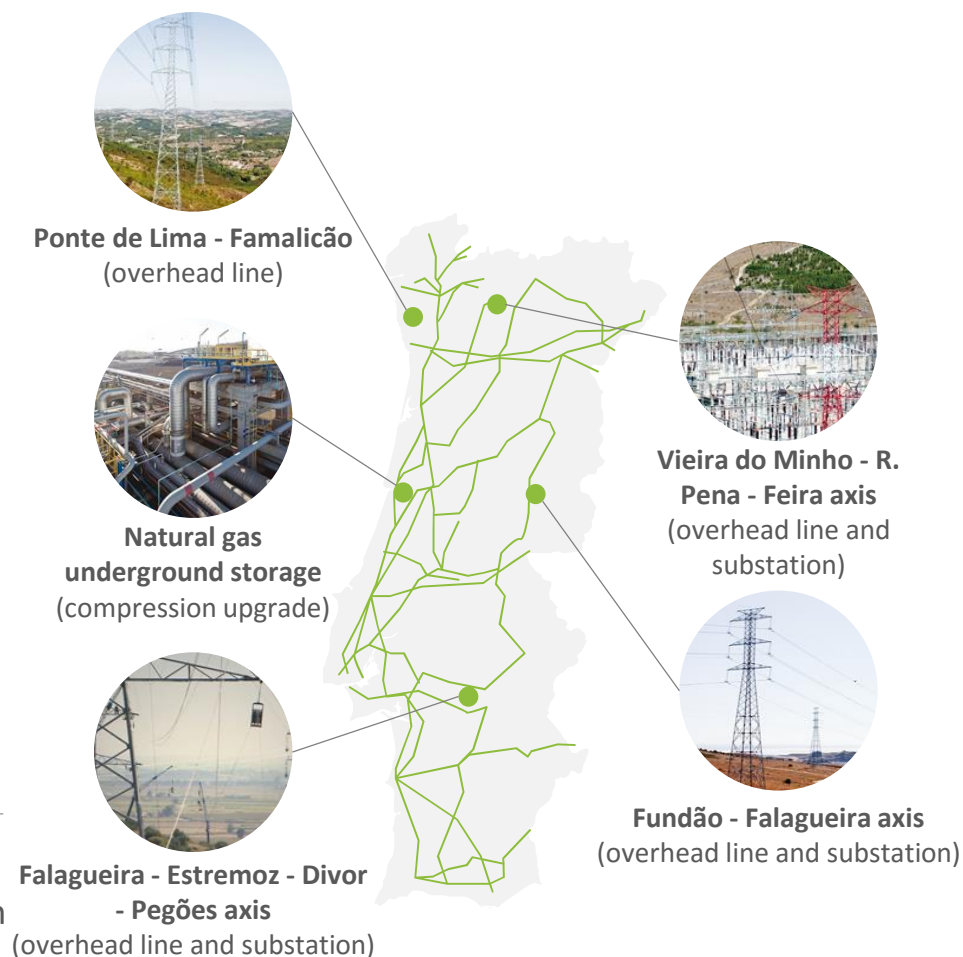 Ponte de Lima - Famalicão
(overhead line)
Natural gas
underground storage
(compression upgrade)
Vieira do Minho - R.
Pena - Feira axis
(overhead line and
substation)
Fundão - Falagueira axis
(overhead line and substation)
Falagueira - Estremoz - Divor
- Pegões axis
(overhead line and substation)